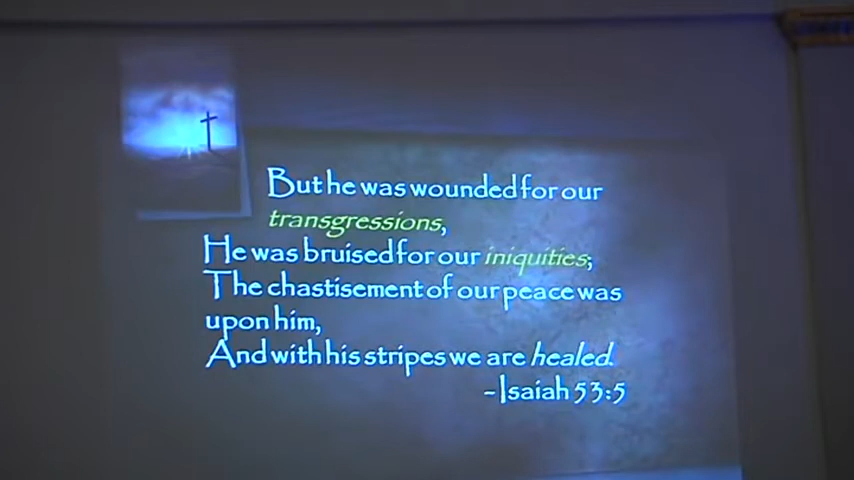 But he was wounded for our
transgressions,
He was bruised for our iniquities;
The chastisement of our peace was
upon him,
And with his stripes we are healed.
-Isaiah 53:5